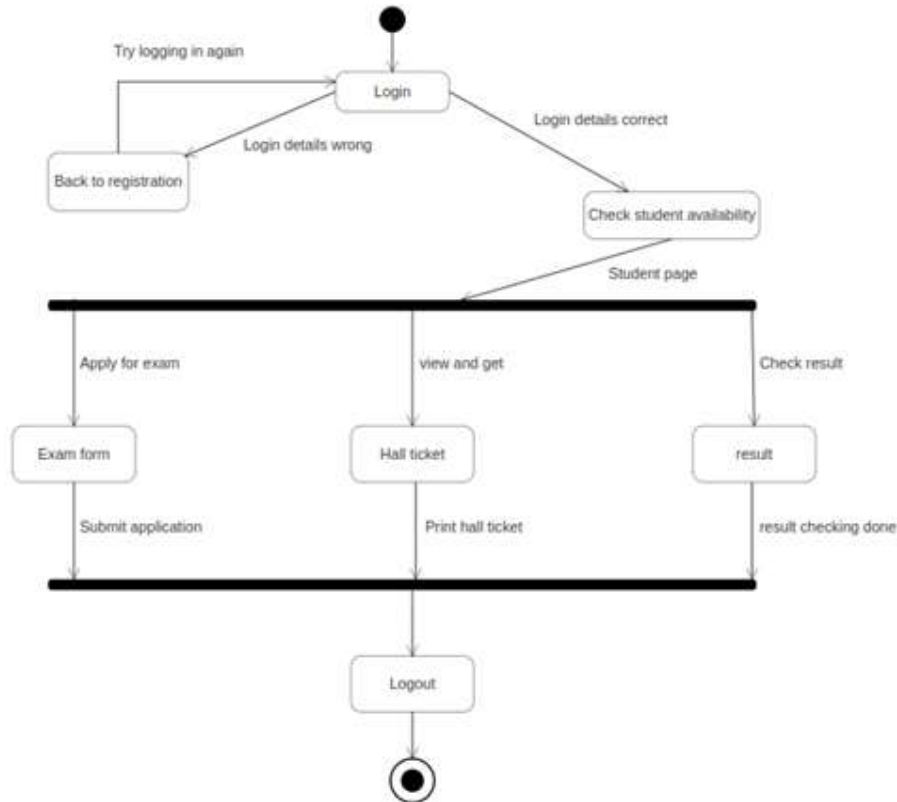 Try logging in again
Login
Login details correct
Login details wrong
Back to registration
Check student availability
Student page
Apply for exam
view and get
Check result
Exam form
Hall ticket
result
Submit application
Print hall ticket
result checking done
Logout